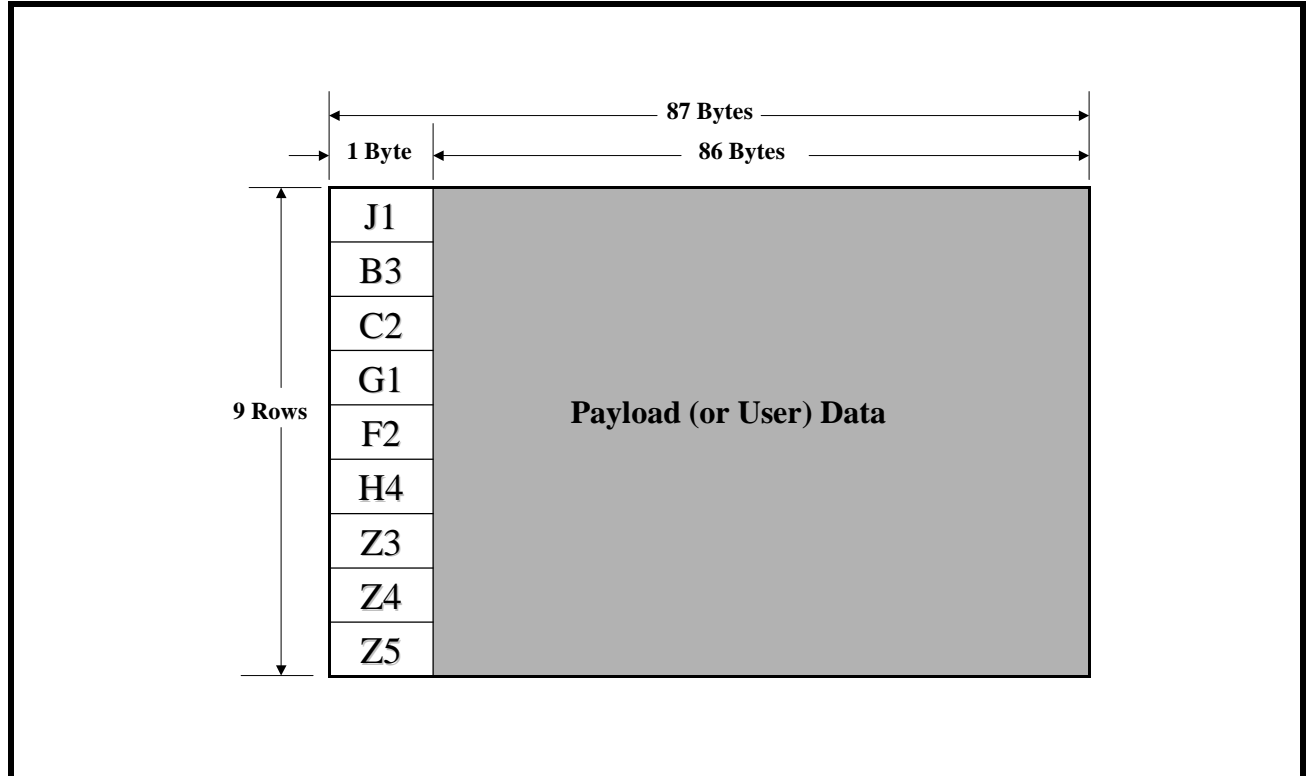 87 Bytes
1 Byte
86 Bytes
J1
B3
C2
G1
9 Rows
Payload (or User) Data
F2
H4
Z3
Z4
Z5